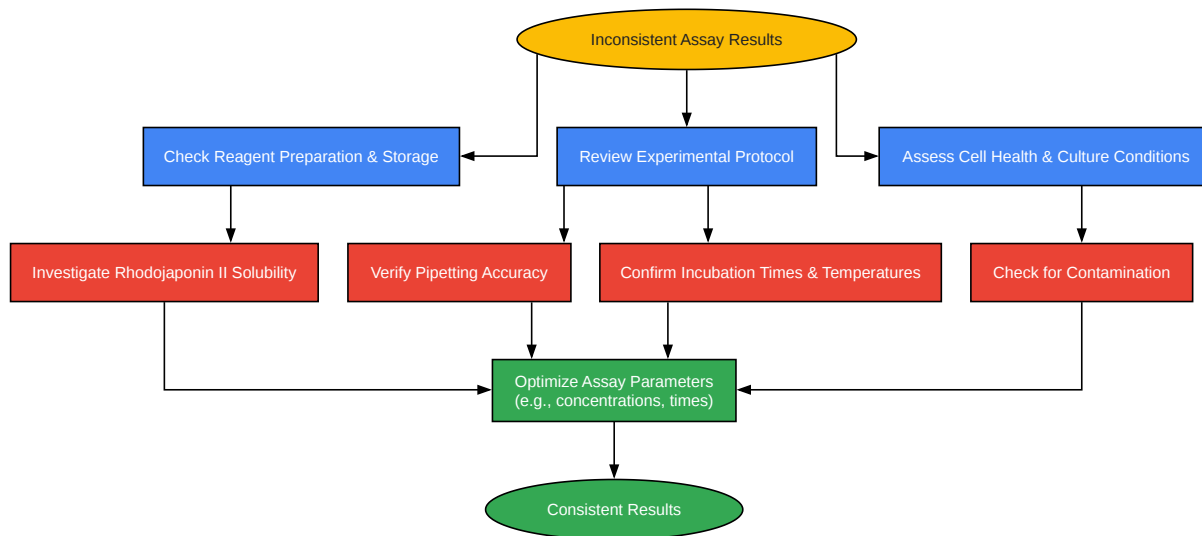 Inconsistent Assay Results
Check Reagent Preparation & Storage
Review Experimental Protocol
Assess Cell Health & Culture Conditions
Investigate Rhodojaponin II Solubility
Verify Pipetting Accuracy
Confirm Incubation Times & Temperatures
Check for Contamination
Optimize Assay Parameters
(e.g., concentrations, times)
Consistent Results